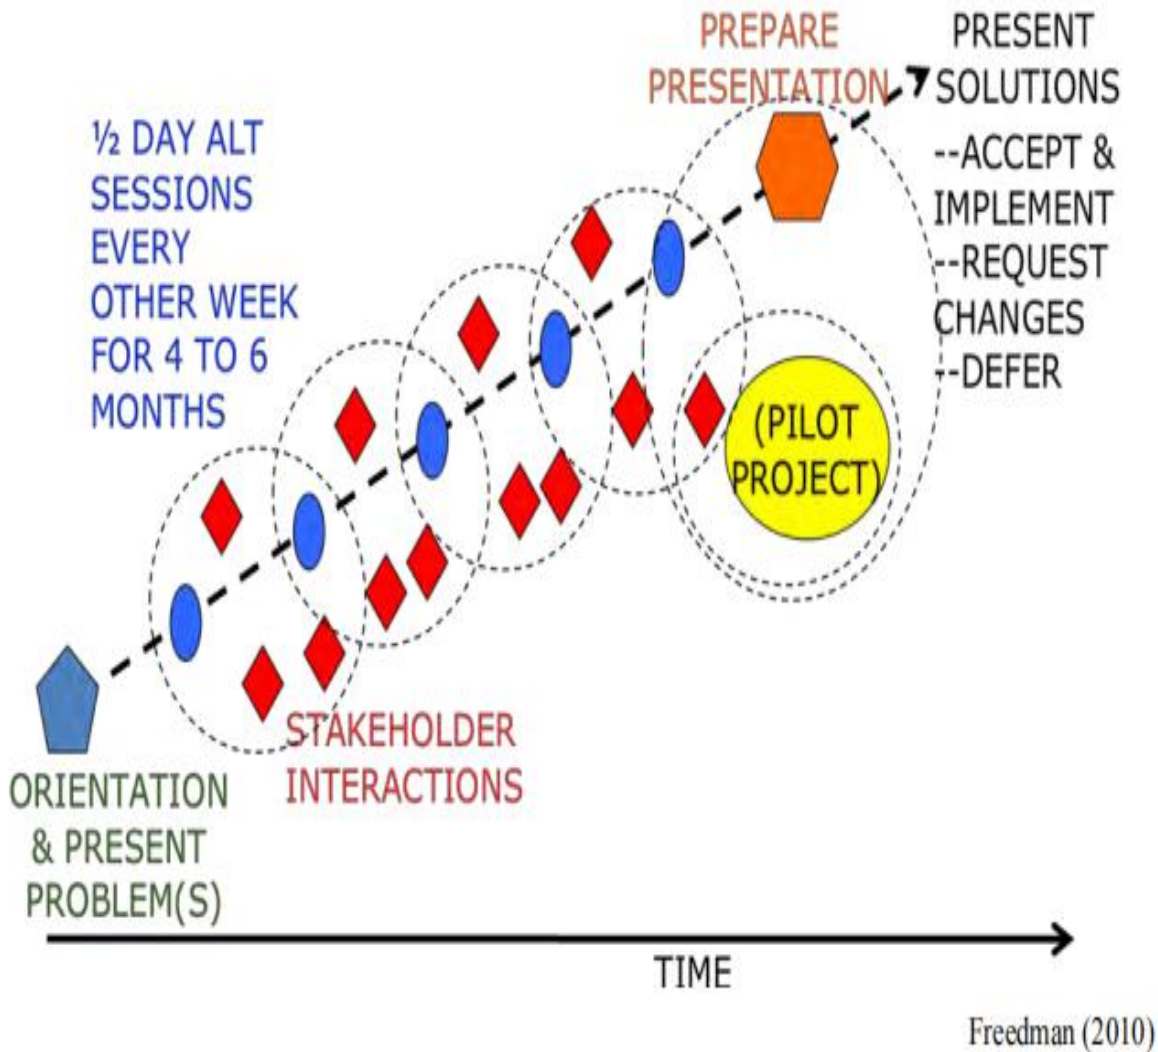 PREPARE
PRESENTATION
PRESENT
SOLUTIONS
--ACCEPT &
IMPLEMENT
--REQUEST
CHANGES
--DEFER
½ DAY ALT
SESSIONS
EVERY
OTHER WEEK
FOR 4 TO 6
MONTHS
(PILOT
PROJECT)
STAKEHOLDER
INTERACTIONS
ORIENTATION
& PRESENT
PROBLEM(S)
TIME
Freedman (2010)